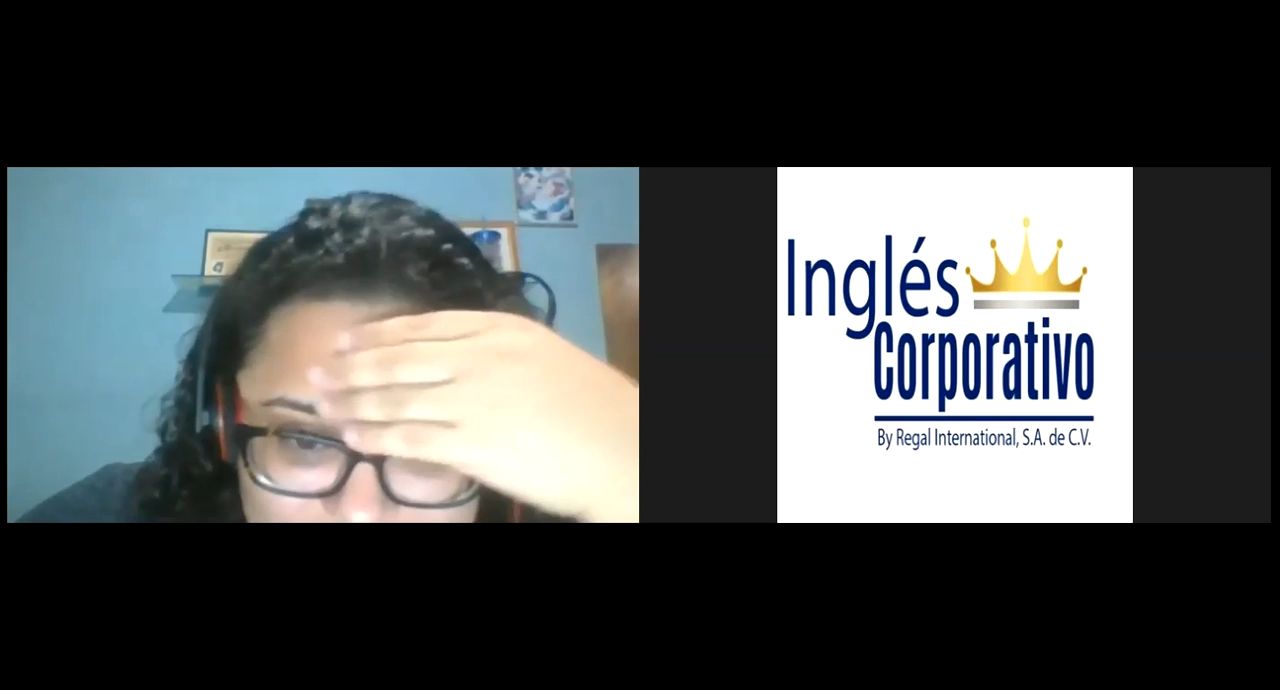 Inglés
Corporativo
By Regal International, S.A. de C.V.